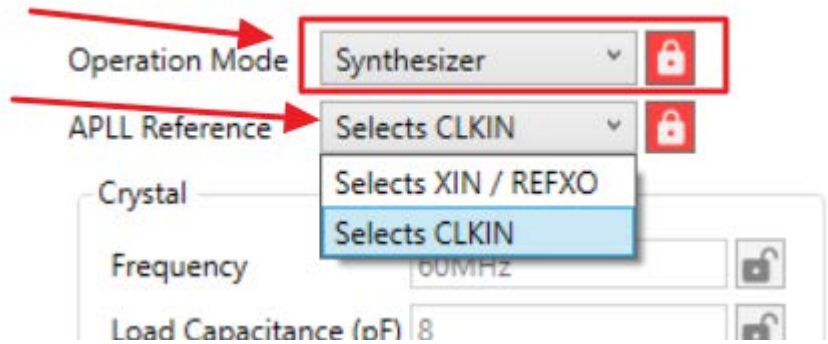 Operation Mode Synthesizer
APLL Reference Selects CLKIN
Selects XIN / REFXO
Crystal
Selects CLKIN
Frequency 60MHz
Load Capacitance (pF) 8